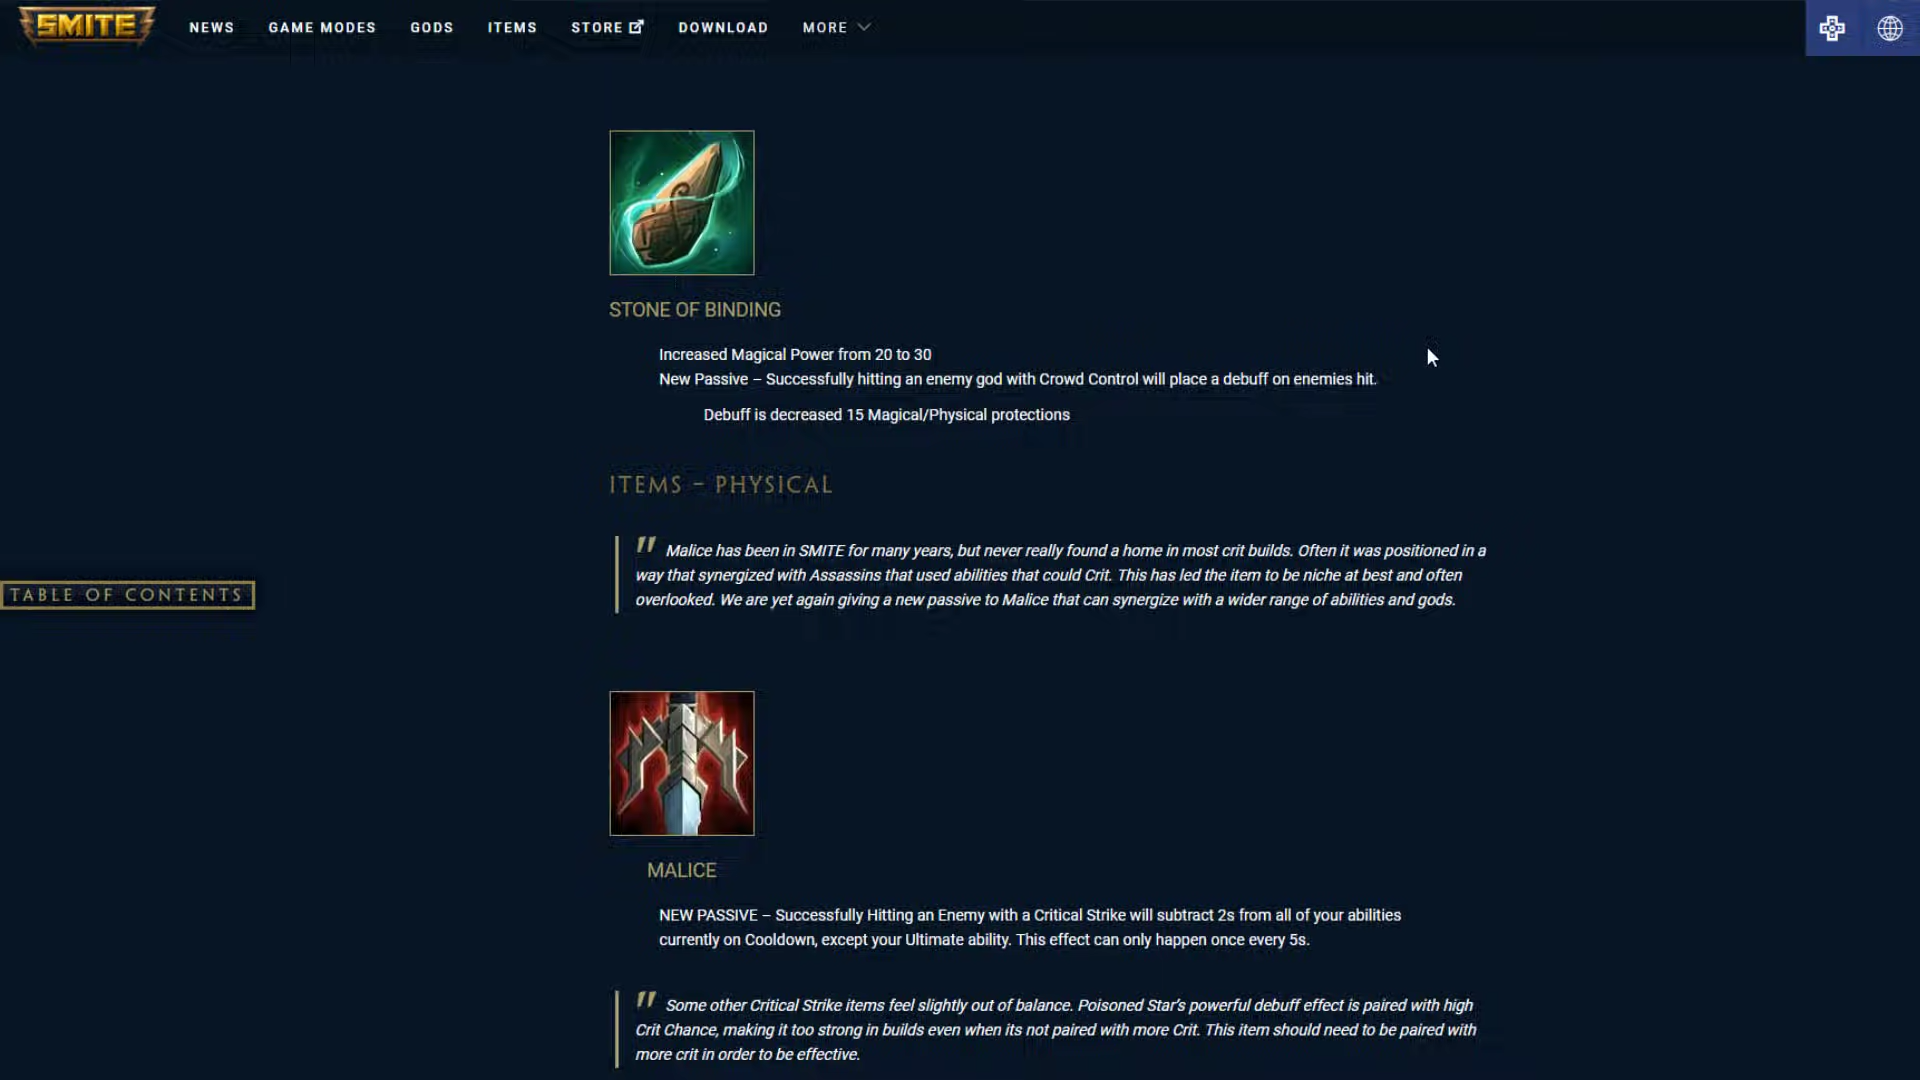 SMITE
NEWS
GAME MODES
GODS
ITEMS
STORE
DOWNLOAD
MORE
STONE OF BINDING
Increased Magical Power from 20 to 30
New Passive – Successfully hitting an enemy god with Crowd Control will place a debuff on enemies hit.
Debuff is decreased 15 Magical/Physical protections
ITEMS - PHYSICAL
" Malice has been in SMITE for many years, but never really found a home in most crit builds. Often it was positioned in a
way that synergized with Assassins that used abilities that could Crit. This has led the item to be niche at best and often
overlooked. We are yet again giving a new passive to Malice that can synergize with a wider range of abilities and gods.
TABLE OF CONTENTS
MALICE
NEW PASSIVE – Successfully Hitting an Enemy with a Critical Strike will subtract 2s from all of your abilities
currently on Cooldown, except your Ultimate ability. This effect can only happen once every 5s.
" Some other Critical Strike items feel slightly out of balance. Poisoned Star's powerful debuff effect is paired with high
Crit Chance, making it too strong in builds even when its not paired with more Crit. This item should need to be paired with
more crit in order to be effective.